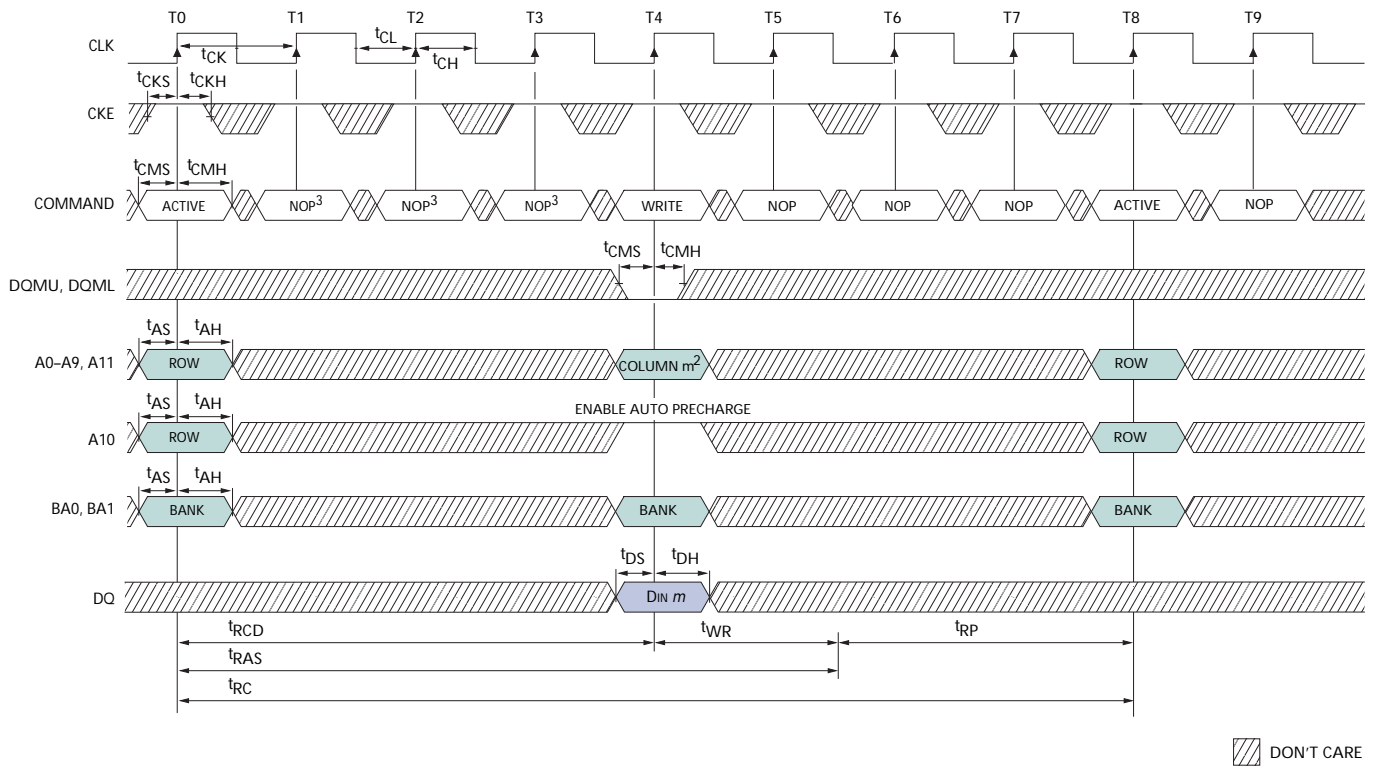 T0 T1 T2 T3 T4 T5 T6 T7 T8 T9
CLK
tCK
tCL
tCH
tCKS tCKH
CKE
tCMS tCMH
COMMAND
ACTIVE NOP3 NOP3 NOP3 WRITE NOP NOP NOP ACTIVE NOP
tCMS tCMH
DQMU, DQML
tAS tAH
A0–A9, A11
ROW COLUMN m2 ROW
ENABLE AUTO PRECHARGE
tAS tAH
A10
ROW ROW
tAS tAH
BA0, BA1
BANK BANK BANK
tDS tDH
DQ
DIN m
tRCD tWR tRP
tRAS
tRC
DON'T CARE